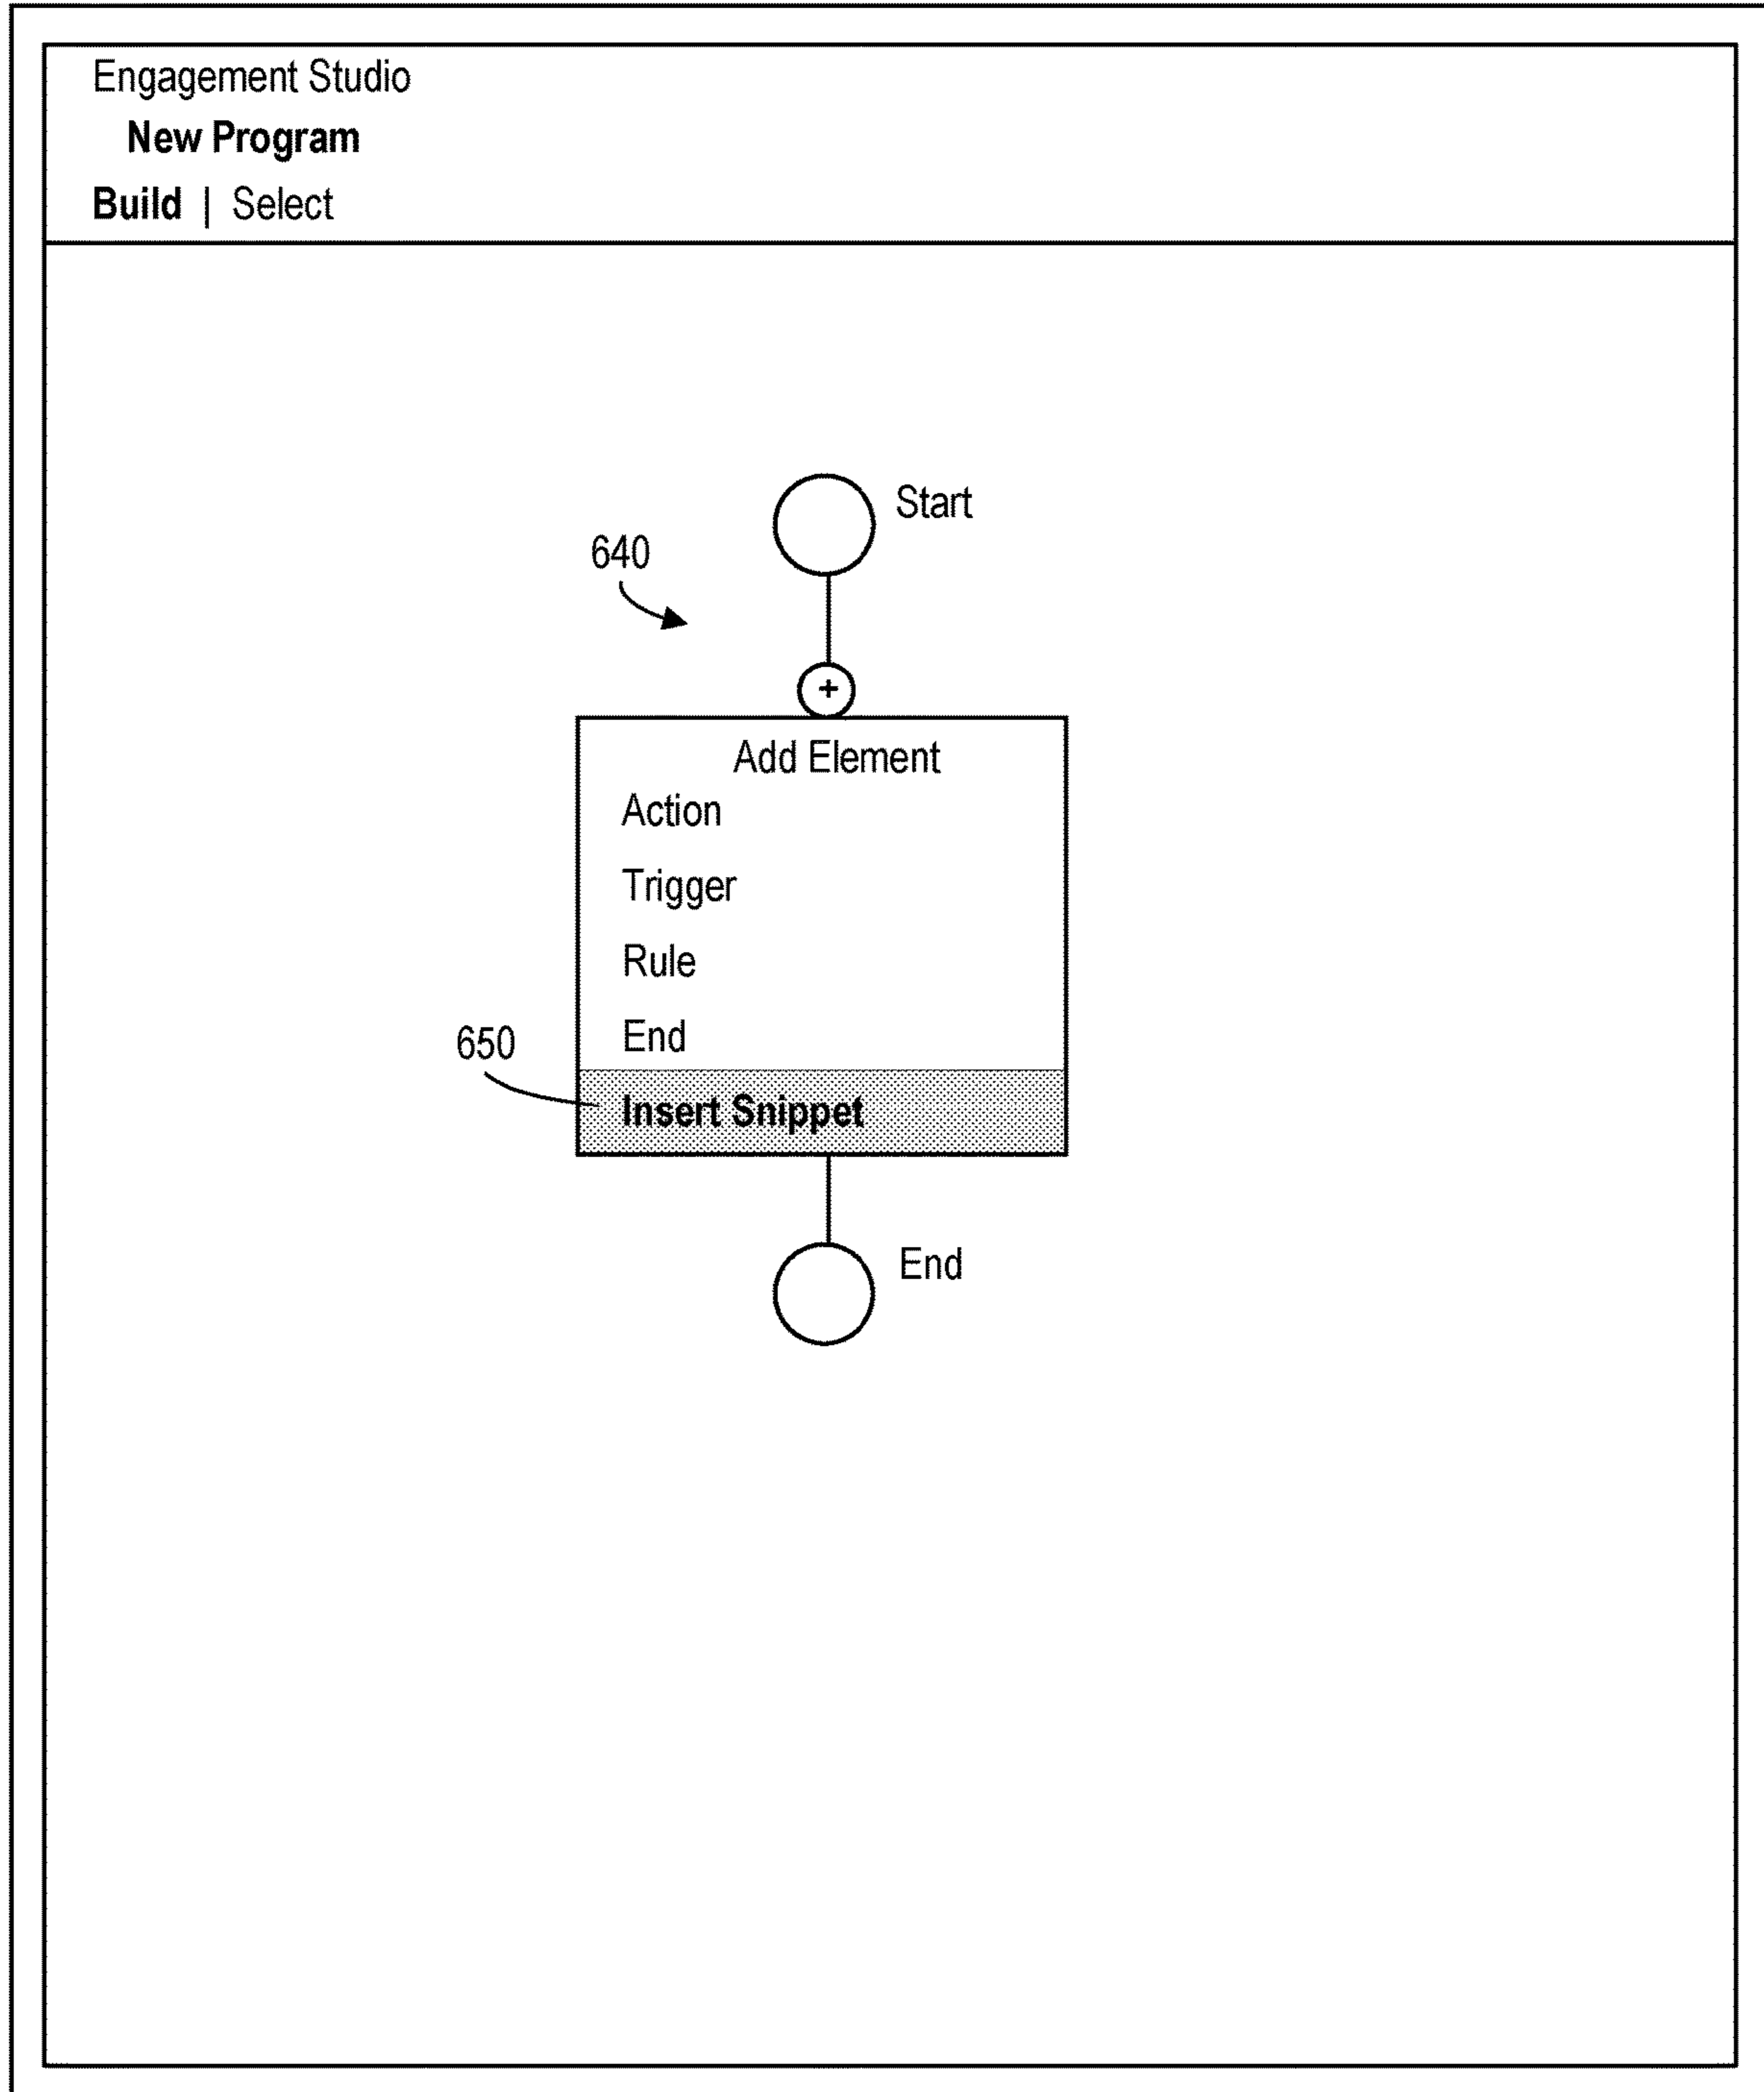 Engagement Studio
New Program
Build | Select
Start
640
+
Add Element
Action
Trigger
Rule
End
650
Insert Snippet
End